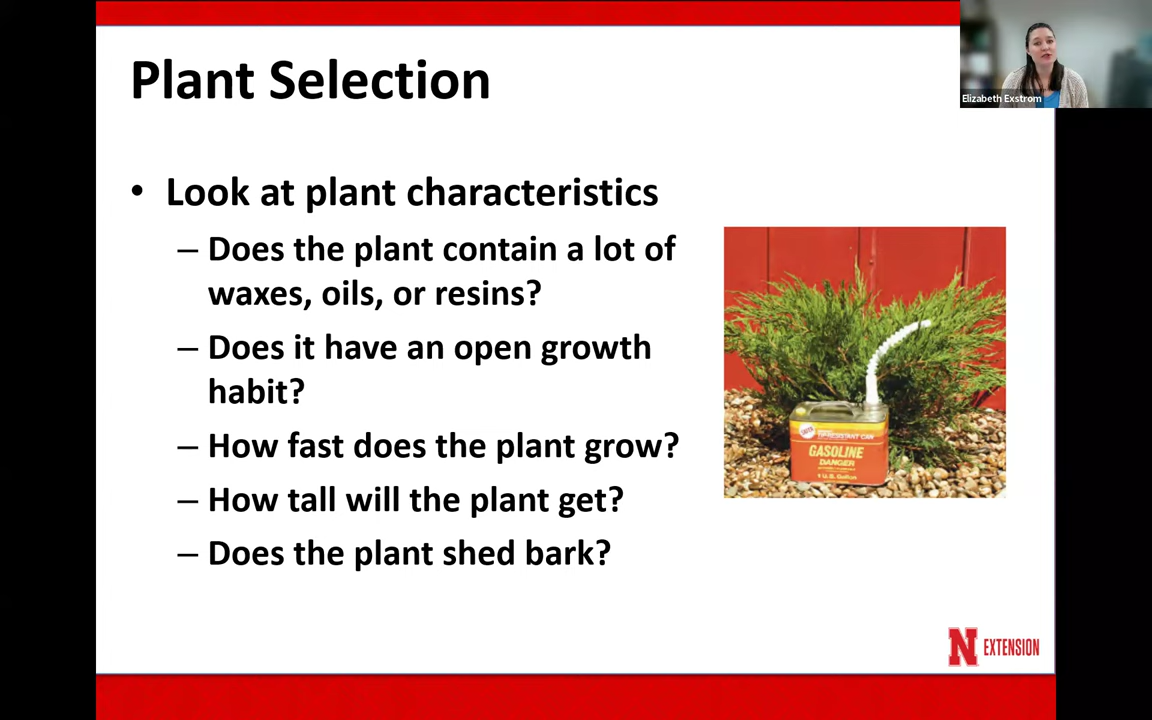 Plant Selection
• Look at plant characteristics
– Does the plant contain a lot of
waxes, oils, or resins?
– Does it have an open growth
habit?
– How fast does the plant grow?
– How tall will the plant get?
– Does the plant shed bark?
GASOLINE
DANGER
1 U.S. Gallon
N EXTENSION
Elizabeth Exstrom